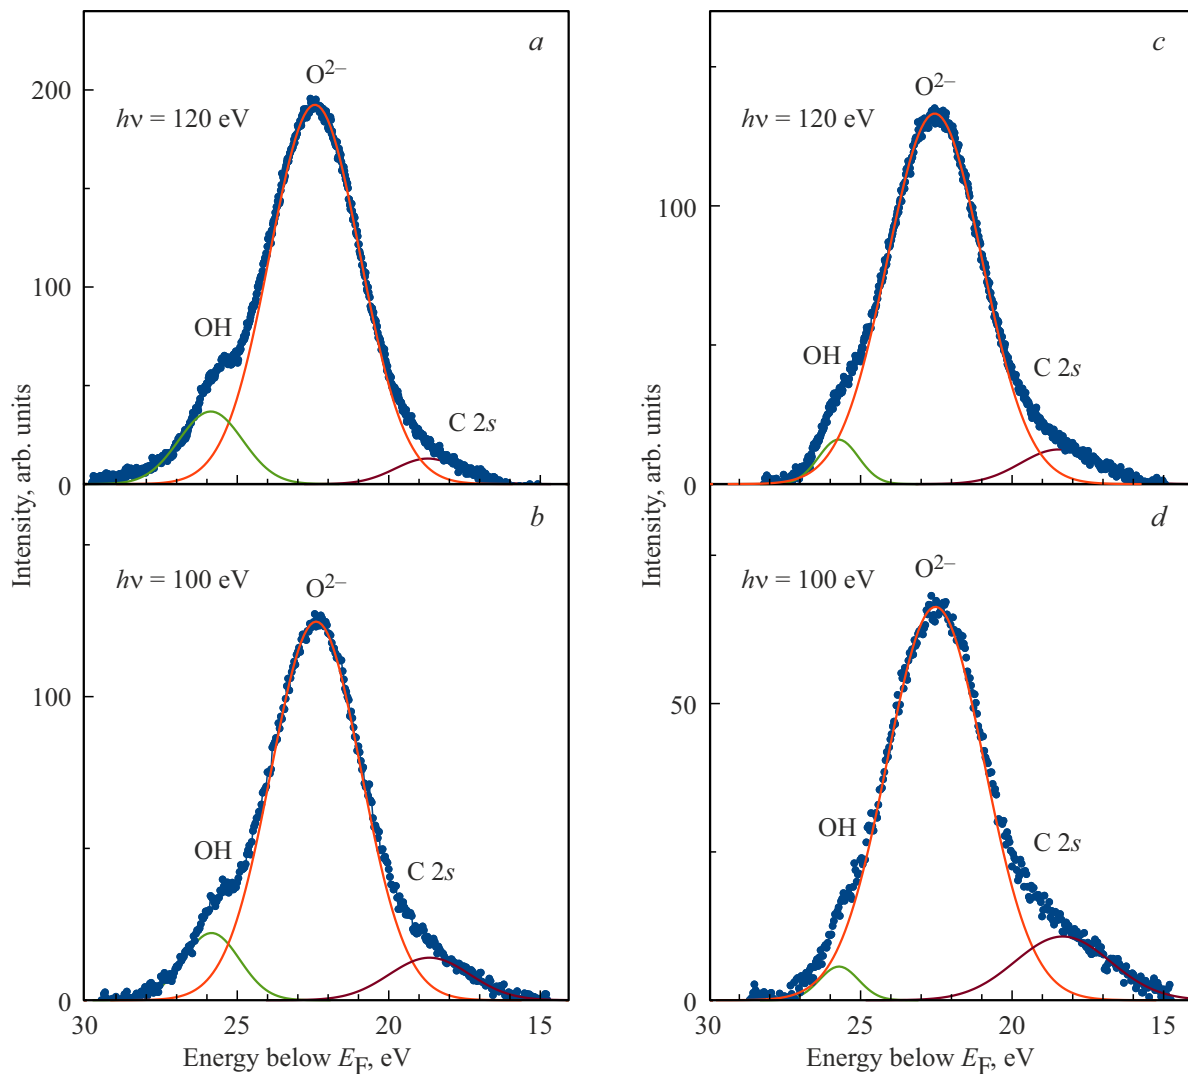 a
O2−
200
hν = 120 eV
OH
100
C 2s
0
Intensity, arb. units
b
O2−
hν = 100 eV
100
OH
C 2s
0
30 25 20 15
Energy below EF, eV
c
O2−
hν = 120 eV
100
OH
C 2s
0
Intensity, arb. units
d
O2−
hν = 100 eV
50
OH
C 2s
0
30 25 20 15
Energy below EF, eV